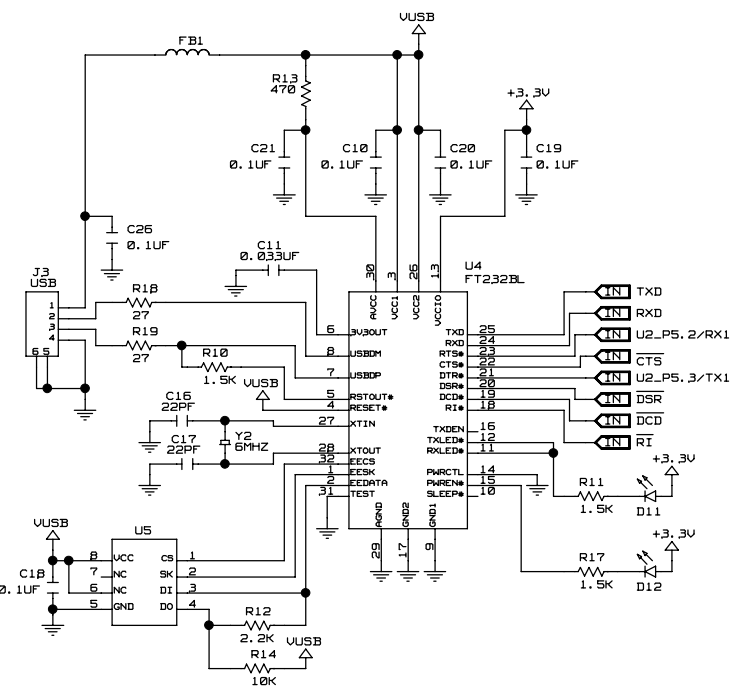 VUSB
FB1
R13
470
+3.3V
C21
0.1UF
C10
0.1UF
C20
0.1UF
C19
0.1UF
C26
0.1UF
C11
0.033UF
30
3
26
13
U4
FT232BL
AVCC
VCC1
VCC2
VCCIO
J3
USB
1
2
3
4
6 5
R18
27
R19
27
R10
1.5K
VUSB
C16
22PF
C17
22PF
Y2
6MHZ
6 3V3OUT
8 USBDM
7 USBDP
5 RSTOUT*
4 RESET*
27 XTIN
28 XTOUT
32 EECS
1 EESK
2 EEDATA
31 TEST
TXD 25
RXD 24
RTS* 23
CTS* 22
DTR* 21
DSR* 20
DCD* 19
RI* 18
TXDEN 16
TXLED* 12
RXLED* 11
PWRCTL 14
PWREN* 15
SLEEP* 10
AGND
GND2
GND1
29
17
9
IN TXD
IN RXD
IN U2_P5.2/RX1
IN CTS
IN U2_P5.3/TX1
IN DSR
IN DCD
IN RI
+3.3V
R11
1.5K
D11
+3.3V
R17
1.5K
D12
VUSB
U5
C18
0.1UF
8 VCC
7 NC
6 NC
5 GND
CS 1
SK 2
DI 3
DO 4
R12
2.2K
VUSB
R14
10K